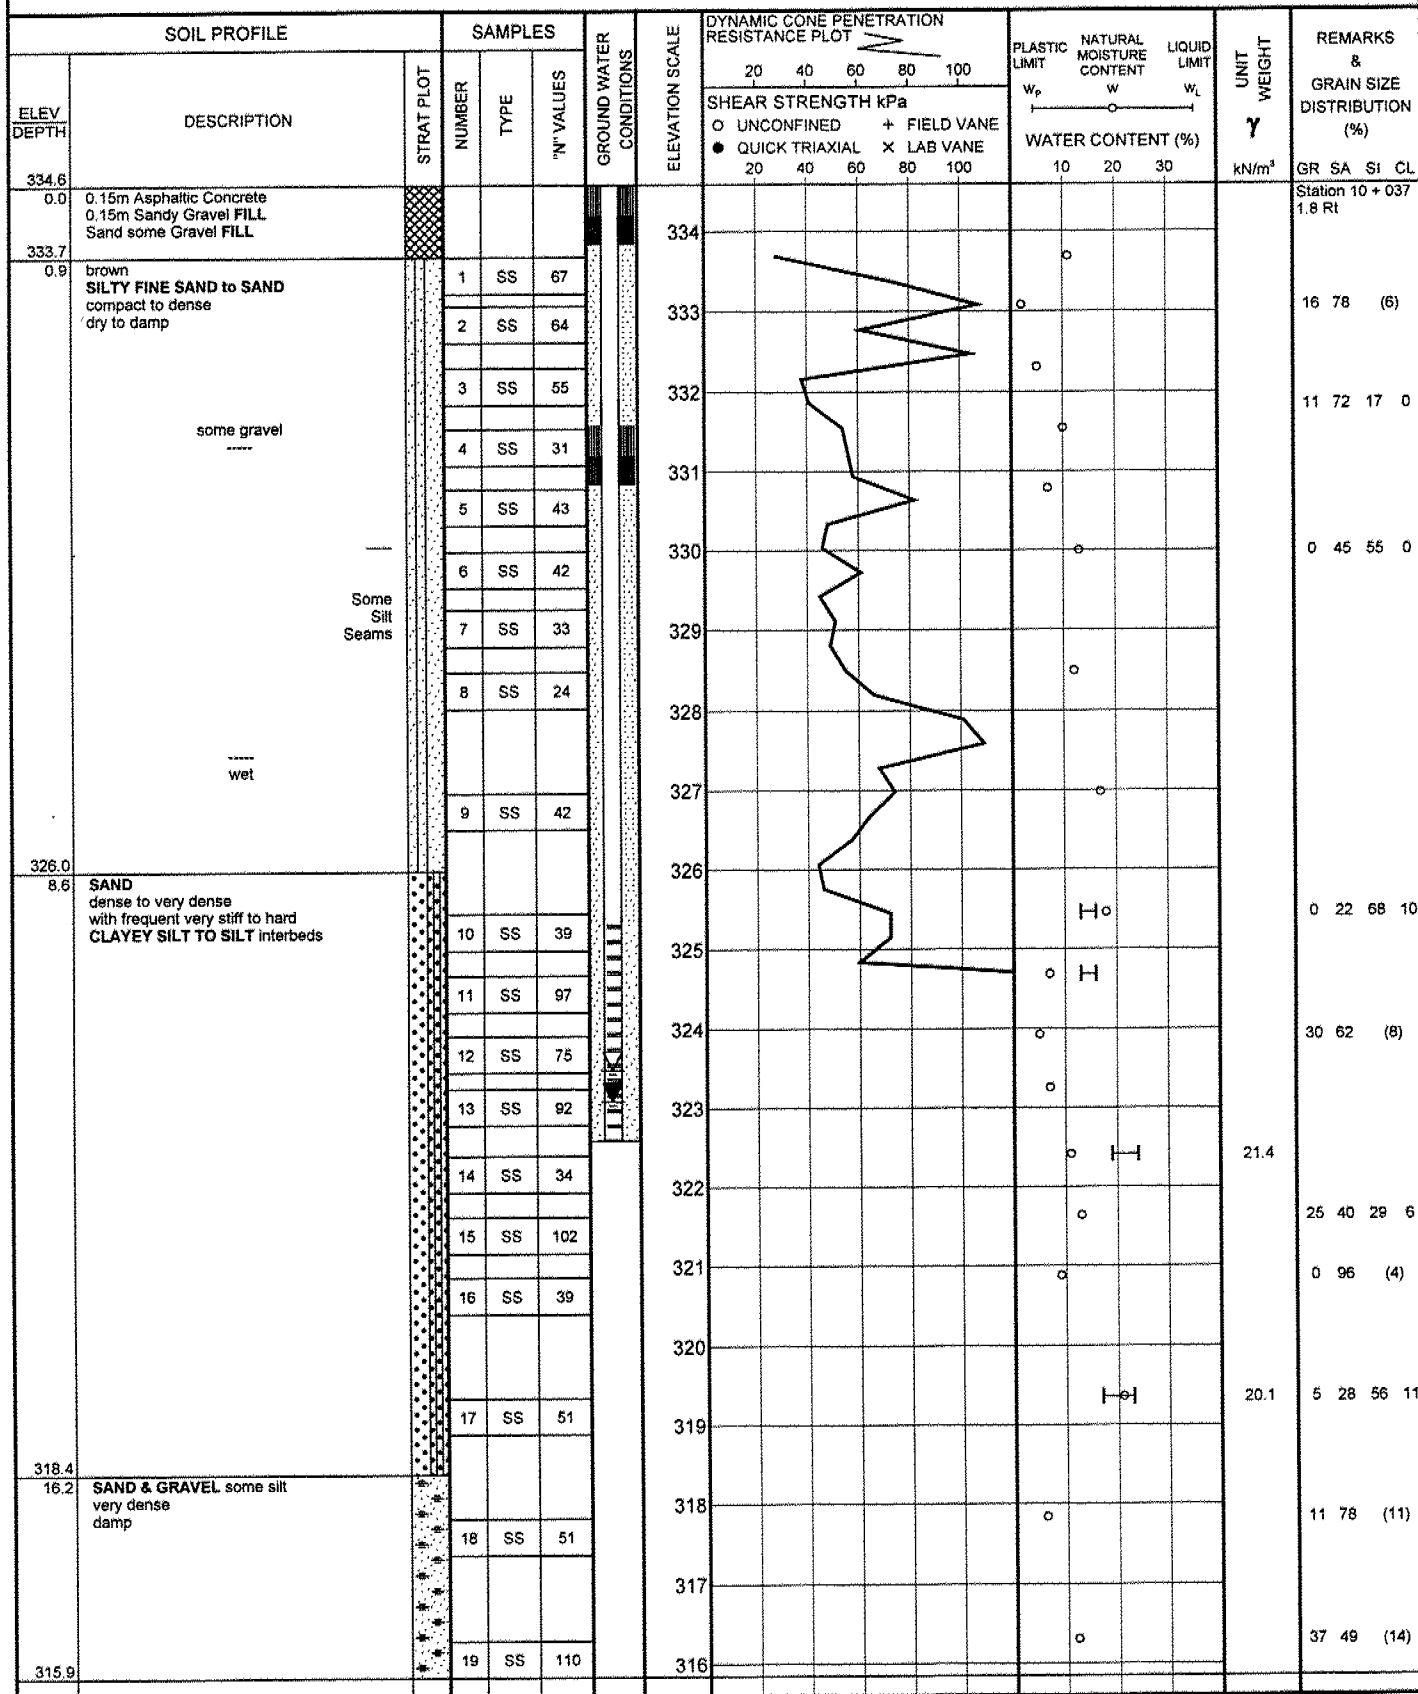 SOIL PROFILE
SAMPLES
GROUND WATER
CONDITIONS
ELEVATION SCALE
DYNAMIC CONE PENETRATION
RESISTANCE PLOT
20 40 60 80 100
SHEAR STRENGTH kPa
○ UNCONFINED + FIELD VANE
● QUICK TRIAXIAL × LAB VANE
20 40 60 80 100
PLASTIC LIMIT
NATURAL MOISTURE CONTENT
LIQUID LIMIT
WP W WL
WATER CONTENT (%)
10 20 30
UNIT WEIGHT
γ
kN/m³
REMARKS
&
GRAIN SIZE
DISTRIBUTION
(%)
GR SA SI CL
ELEV
DEPTH
DESCRIPTION
STRAT PLOT
NUMBER
TYPE
"N" VALUES
334.6
0.0
0.15m Asphaltic Concrete
0.15m Sandy Gravel FILL
Sand some Gravel FILL
Station 10 + 037
1.8 Rt
334
333.7
0.9
brown
SILTY FINE SAND to SAND
compact to dense
dry to damp
1 SS 67
333
16 78 (6)
2 SS 64
3 SS 55
332
11 72 17 0
some gravel
4 SS 31
331
5 SS 43
330
0 45 55 0
6 SS 42
Some
Silt
Seams
7 SS 33
329
8 SS 24
328
wet
327
9 SS 42
326.0
8.6
326
SAND
dense to very dense
with frequent very stiff to hard
CLAYEY SILT TO SILT interbeds
0 22 68 10
10 SS 39
325
11 SS 97
324
30 62 (8)
12 SS 75
13 SS 92
323
21.4
14 SS 34
322
25 40 29 6
15 SS 102
321
0 96 (4)
16 SS 39
320
20.1
5 28 56 11
17 SS 51
319
318.4
16.2
SAND & GRAVEL some silt
very dense
damp
318
11 78 (11)
18 SS 51
317
37 49 (14)
19 SS 110
316
315.9